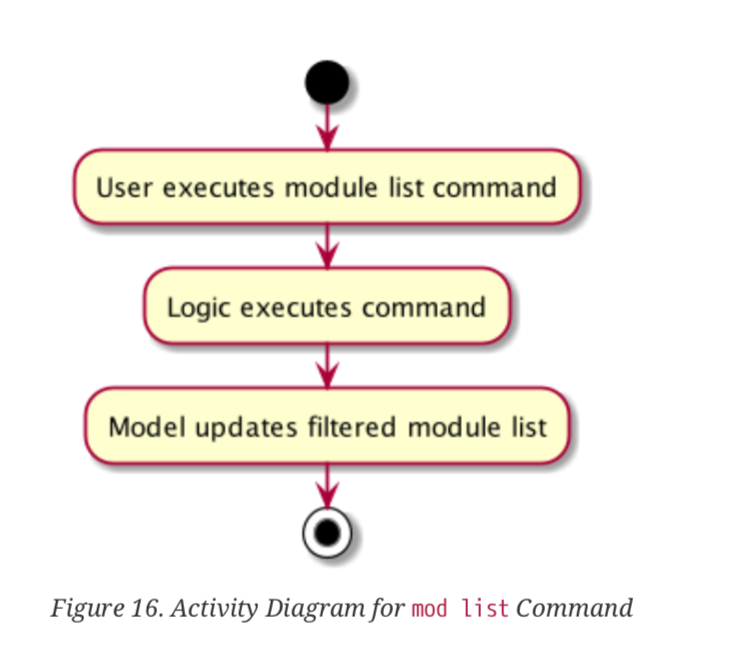 User executes module list command
Logic executes command
Model updates filtered module list
Figure 16. Activity Diagram for mod list Command